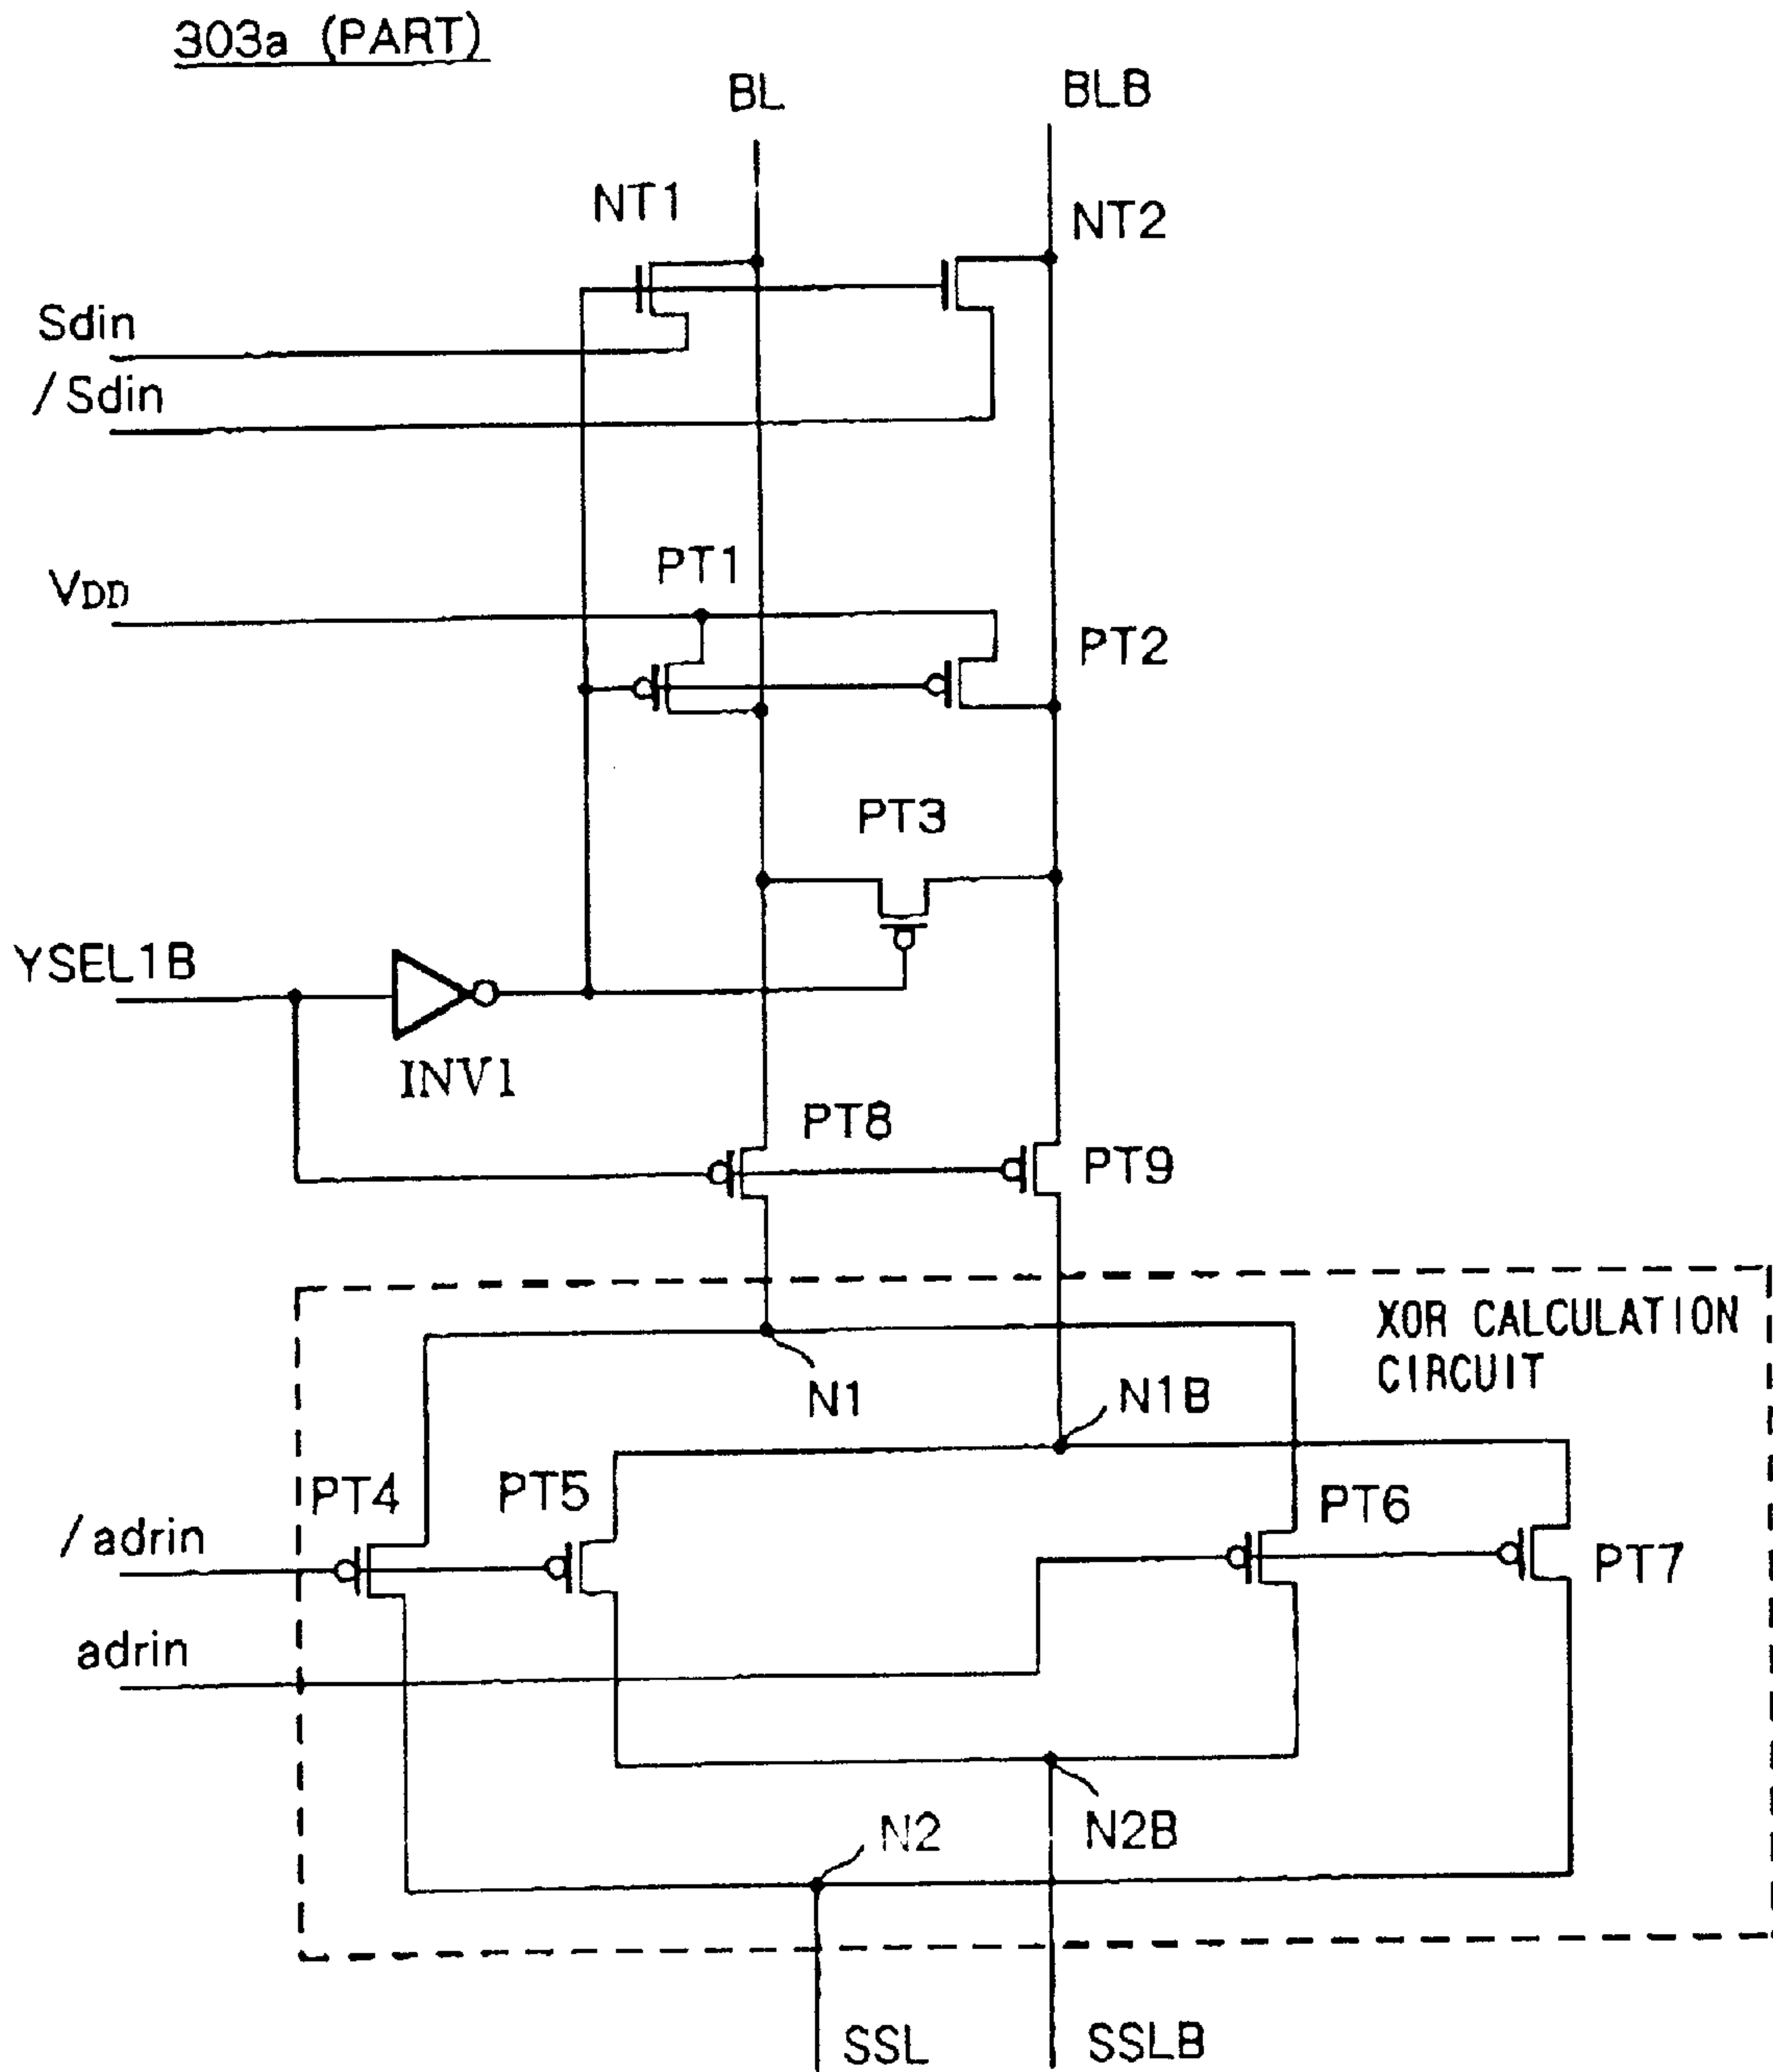 303a (PART)
BL
BLB
NT1
NT2
Sdin
/Sdin
PT1
VDD
PT2
PT3
YSEL1B
INV1
PT8
PT9
XOR CALCULATION
CIRCUIT
N1
N1B
PT4
PT5
PT6
/adrin
PT7
adrin
N2
N2B
SSL
SSLB